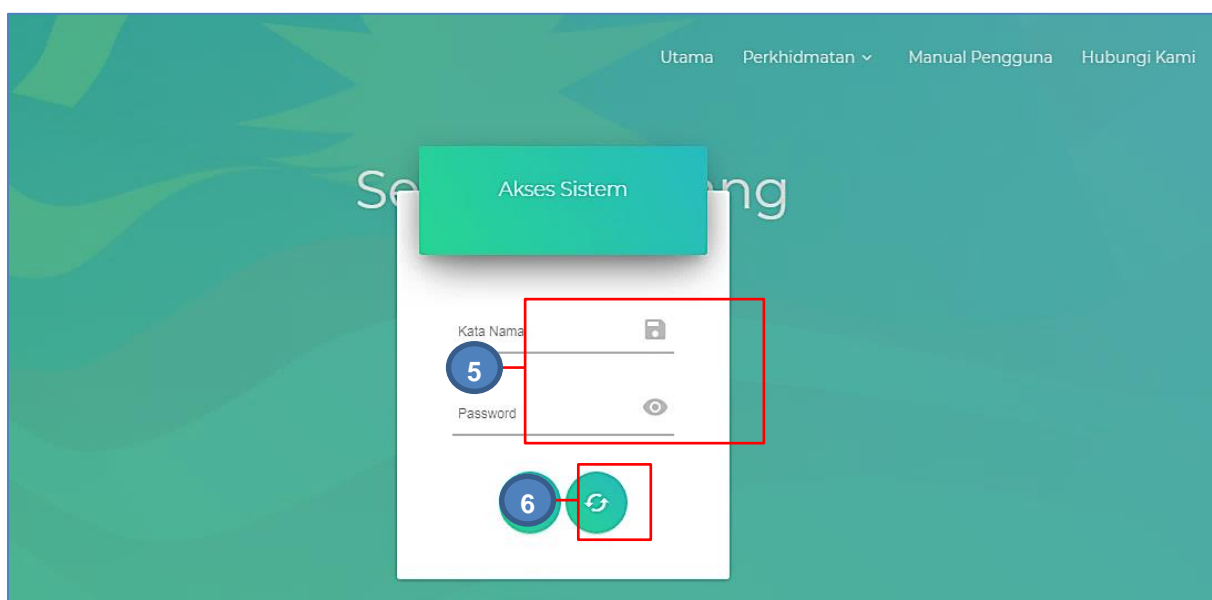 Utama Perkhidmatan Manual Pengguna Hubungi Kami
Akses Sistem
Kata Nama
5
Password
6